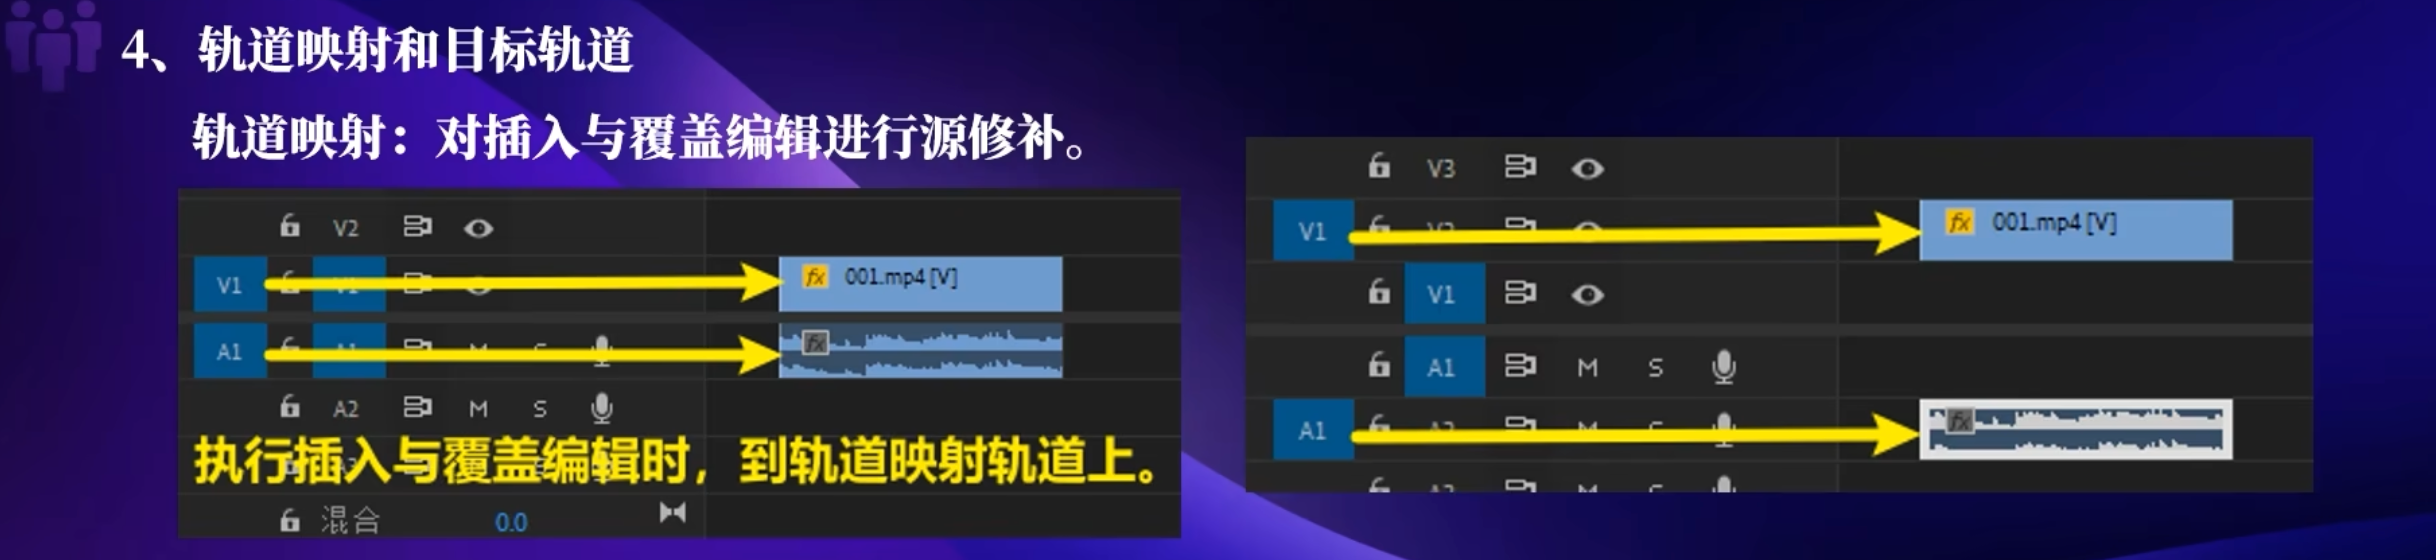 4、轨道映射和目标轨道
轨道映射：对插入与覆盖编辑进行源修补。
V2
V1
fx 001.mp4 [V]
A1
fx
A2 M S
执行插入与覆盖编辑时，到轨道映射轨道上。
混合 0.0
V3
V1
fx 001.mp4 [V]
V1
A1 M S
A1
fx